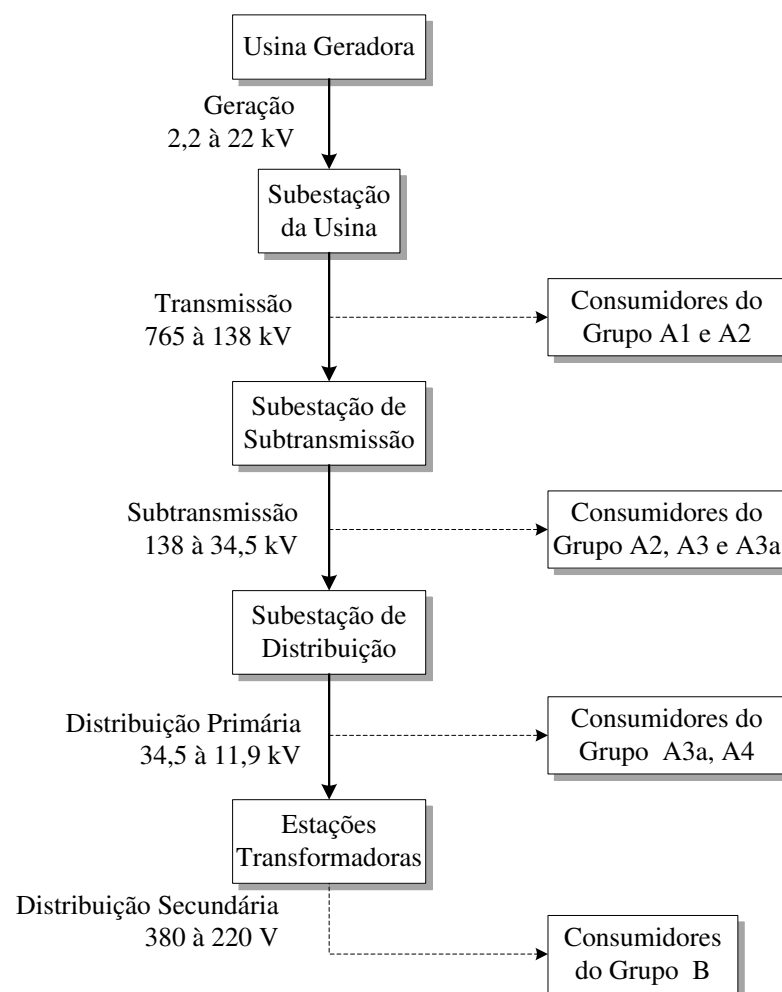 Usina Geradora
Geração
2,2 à 22 kV
Subestação
da Usina
Transmissão
765 à 138 kV
Consumidores do
Grupo A1 e A2
Subestação de
Subtransmissão
Subtransmissão
138 à 34,5 kV
Consumidores do
Grupo A2, A3 e A3a
Subestação de
Distribuição
Distribuição Primária
34,5 à 11,9 kV
Consumidores do
Grupo A3a, A4
Estações
Transformadoras
Distribuição Secundária
380 à 220 V
Consumidores
do Grupo B